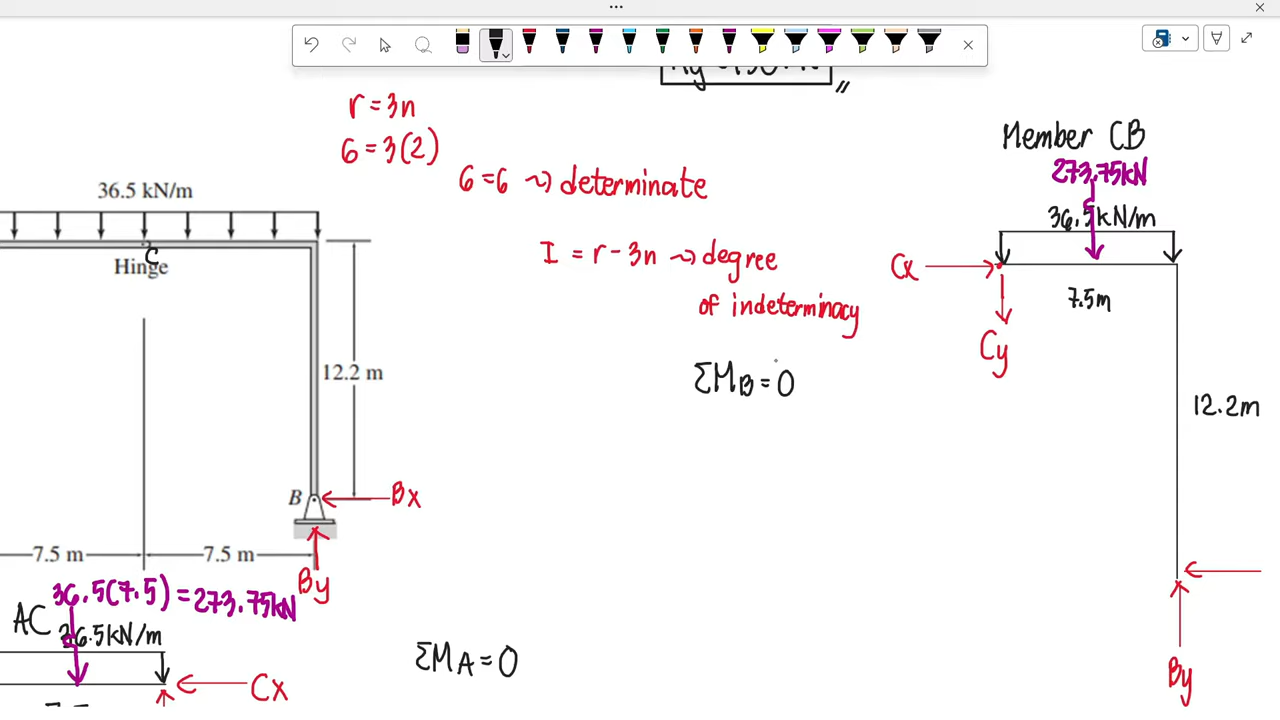 r = 3n
6 = 3(2)
6 = 6 ~> determinate
I = r - 3n ~> degree
of indeterminacy
ΣM_B = 0
ΣM_A = 0
36.5 kN/m
C
Hinge
12.2 m
B
Bx
7.5 m
7.5 m
By
36.5(7.5) = 273.75kN
AC
36.5kN/m
Cx
Member CB
273.75kN
36.5kN/m
Cx
7.5m
Cy
12.2m
By